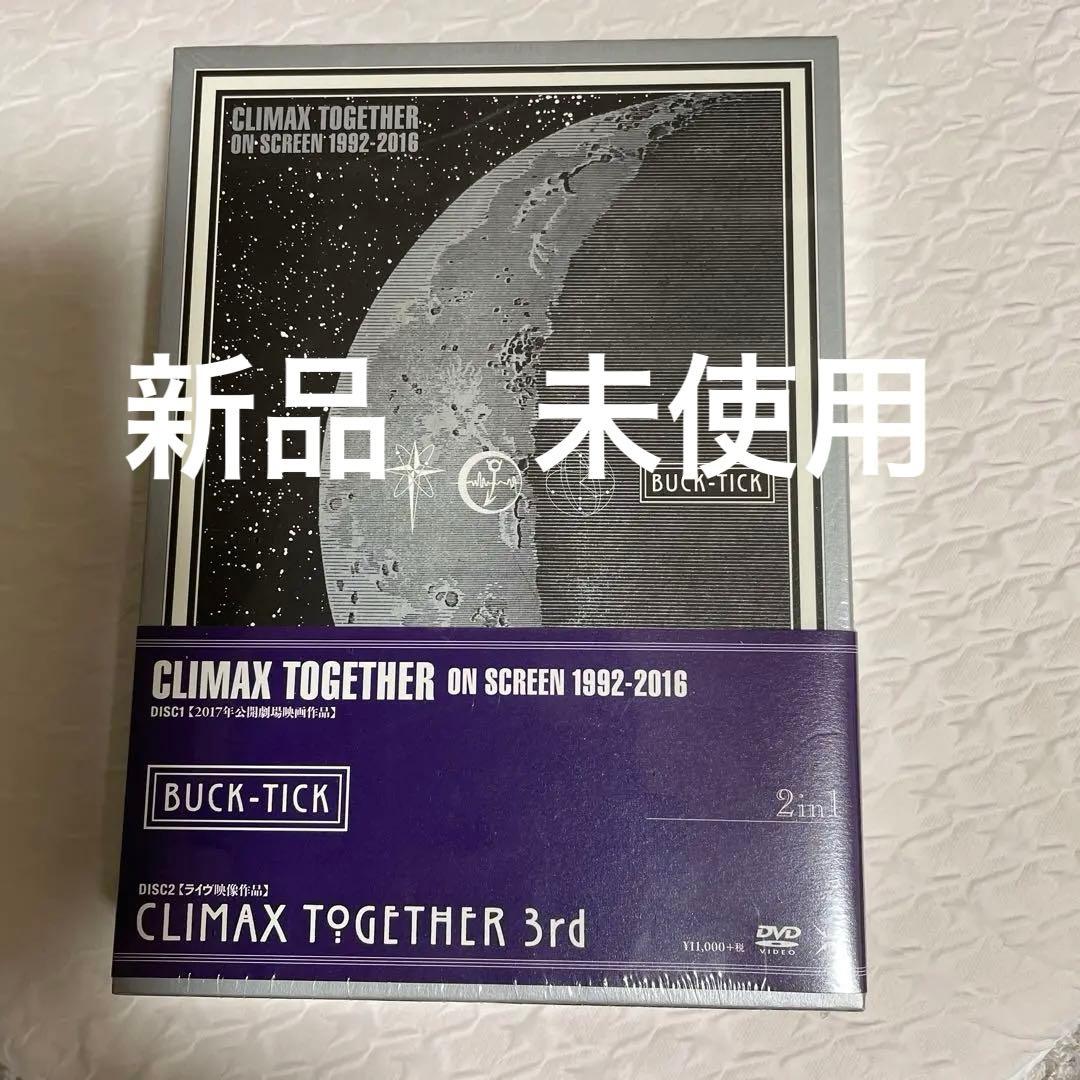 CLIMAX TOGETHER
ON SCREEN 1992-2016
新品 未使用
BUCK-TICK
CLIMAX TOGETHER ON SCREEN 1992-2016
DISC1【2017年公開劇場映画作品】
BUCK-TICK
2in1
DISC2【ライヴ映像作品】
CLIMAX TOGETHER 3rd
¥11,000+税
DVD
VIDEO